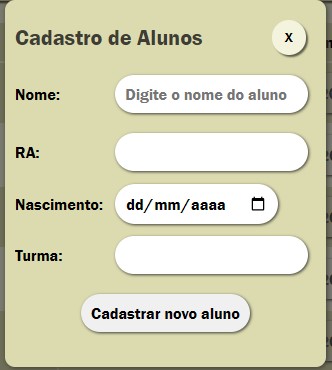 Cadastro de Alunos
X
Nome:
Digite o nome do aluno
RA:
Nascimento:
dd/mm/aaaa
Turma:
Cadastrar novo aluno